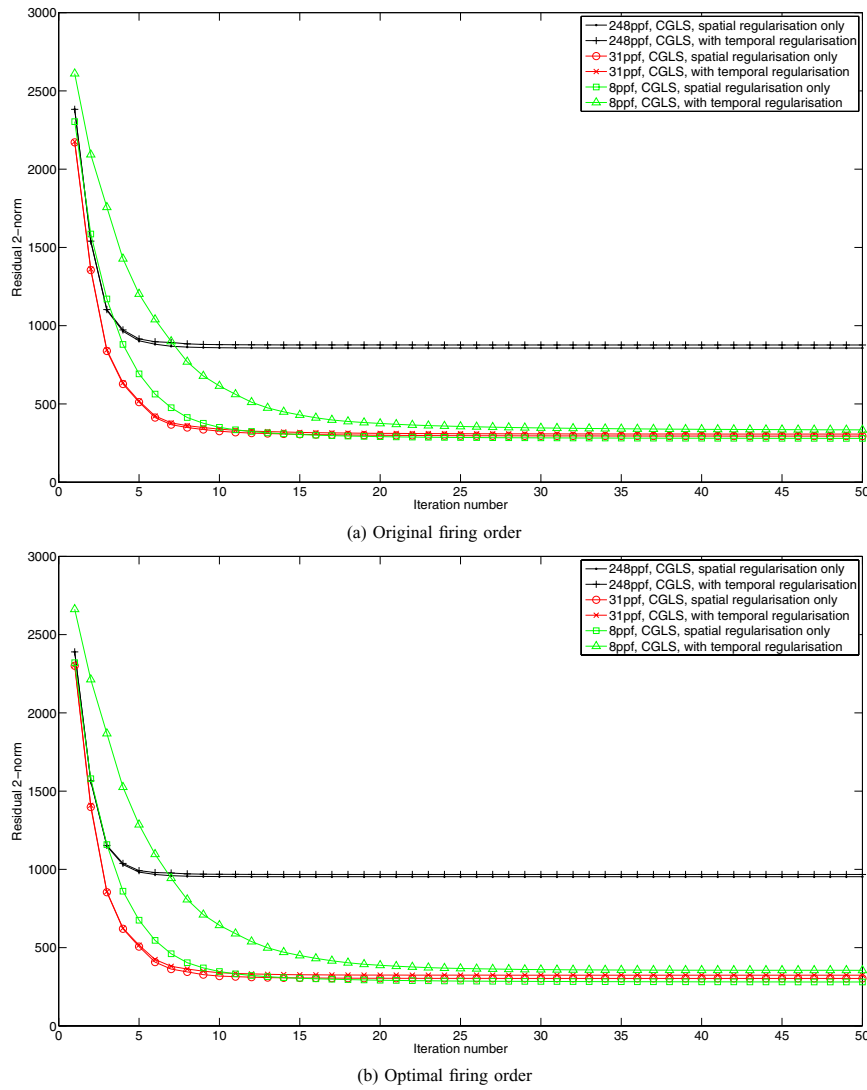 3000
2500
2000
1500
1000
500
0
Residual 2−norm
0 5 10 15 20 25 30 35 40 45 50
Iteration number
248ppf, CGLS, spatial regularisation only
248ppf, CGLS, with temporal regularisation
31ppf, CGLS, spatial regularisation only
31ppf, CGLS, with temporal regularisation
8ppf, CGLS, spatial regularisation only
8ppf, CGLS, with temporal regularisation
(a) Original firing order
3000
2500
2000
1500
1000
500
0
Residual 2−norm
0 5 10 15 20 25 30 35 40 45 50
Iteration number
248ppf, CGLS, spatial regularisation only
248ppf, CGLS, with temporal regularisation
31ppf, CGLS, spatial regularisation only
31ppf, CGLS, with temporal regularisation
8ppf, CGLS, spatial regularisation only
8ppf, CGLS, with temporal regularisation
(b) Optimal firing order